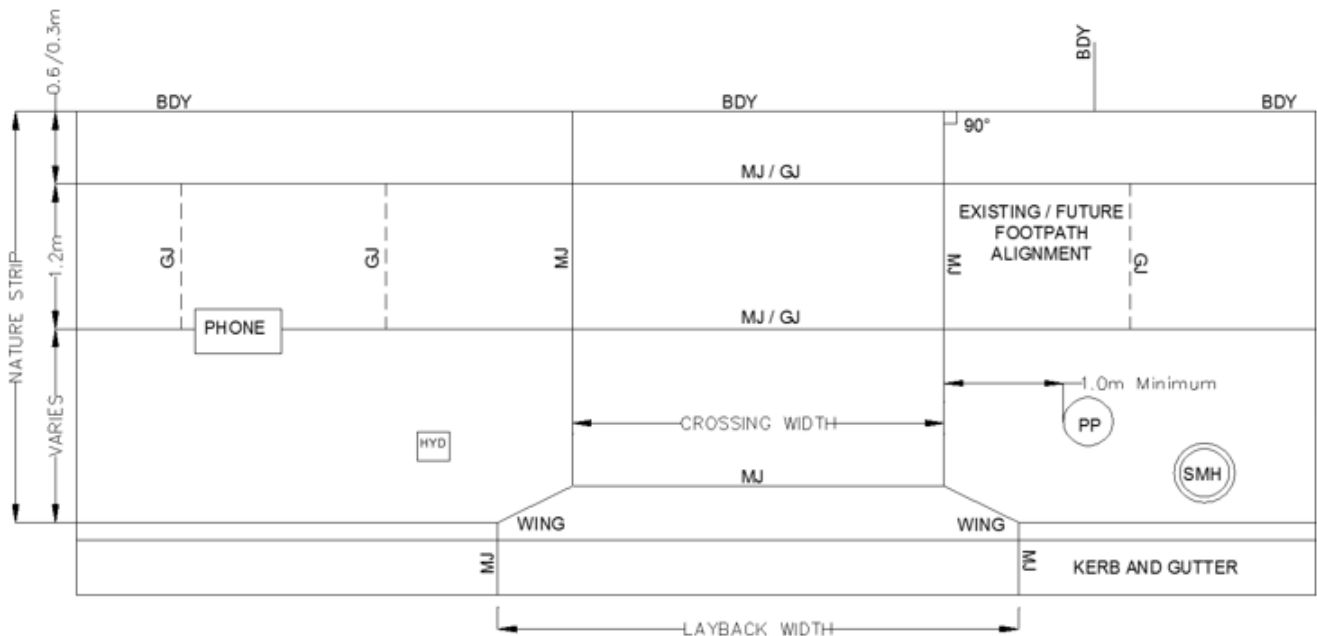 0.6/0.3m
BDY
BDY
BDY
BDY
90°
MJ / GJ
NATURE STRIP
1.2m
GJ
GJ
MJ
MJ
EXISTING / FUTURE
FOOTPATH
ALIGNMENT
GJ
PHONE
MJ / GJ
VARIES
1.0m Minimum
CROSSING WIDTH
PP
HYD
MJ
SMH
WING
WING
MJ
MJ
KERB AND GUTTER
LAYBACK WIDTH